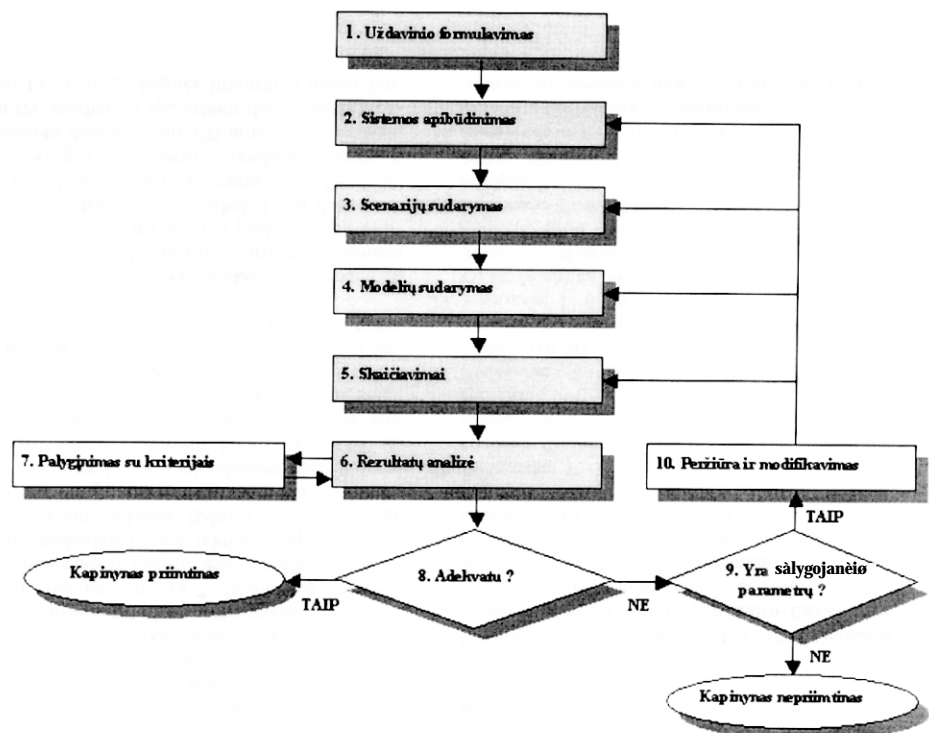 1. Uždavinio formulavimas
2. Sistemos apibūdinimas
3. Scenarijų sudarymas
4. Modelių sudarymas
5. Skaičiavimai
7. Palyginimas su kriterijais
6. Rezultatų analizė
10. Peržiūra ir modifikavimas
TAIP
Kapinynas priimtinas
8. Adekvatu ?
9. Yra sàlygojanèiø
parametrų ?
TAIP
NE
NE
Kapinynas nepriimtinas